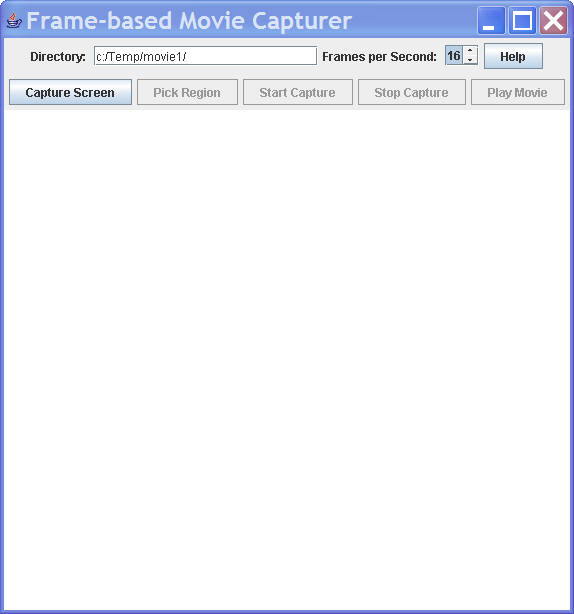 Frame-based Movie Capturer
Directory: c:/Temp/movie1/ Frames per Second: 16 Help
Capture Screen Pick Region Start Capture Stop Capture Play Movie